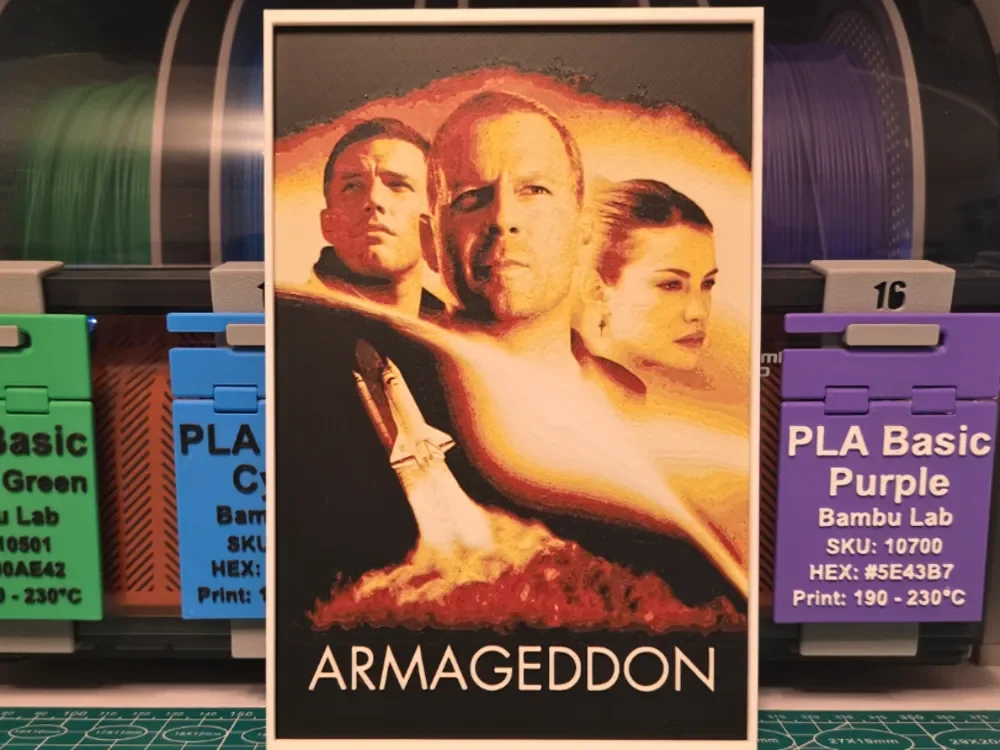 16
Basic
Green
u Lab
10501
0AE42
0 - 230°C
PLA
Cy
Bam
SKU:
HEX:
Print: 1
PLA Basic
Purple
Bambu Lab
SKU: 10700
HEX: #5E43B7
Print: 190 - 230°C
ARMAGEDDON